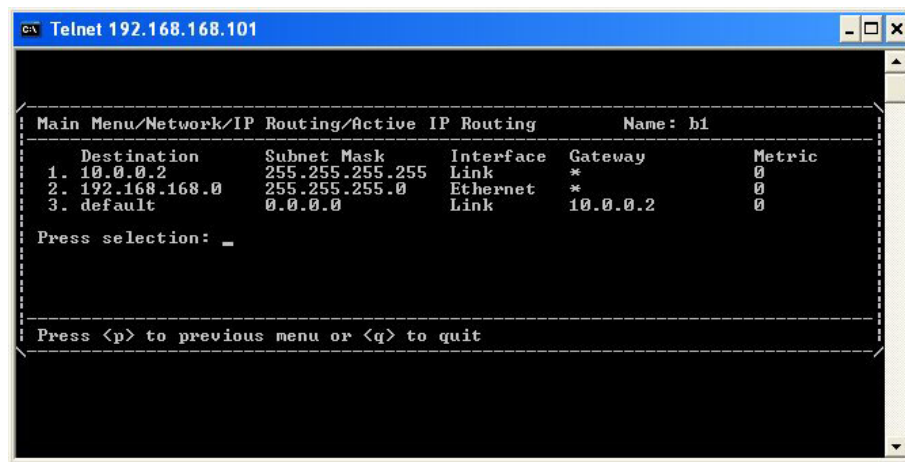 Telnet 192.168.168.101
Main Menu/Network/IP Routing/Active IP Routing Name: b1
Destination Subnet Mask Interface Gateway Metric
1. 10.0.0.2 255.255.255.255 Link * 0
2. 192.168.168.0 255.255.255.0 Ethernet * 0
3. default 0.0.0.0 Link 10.0.0.2 0
Press selection: _
Press <p> to previous menu or <q> to quit